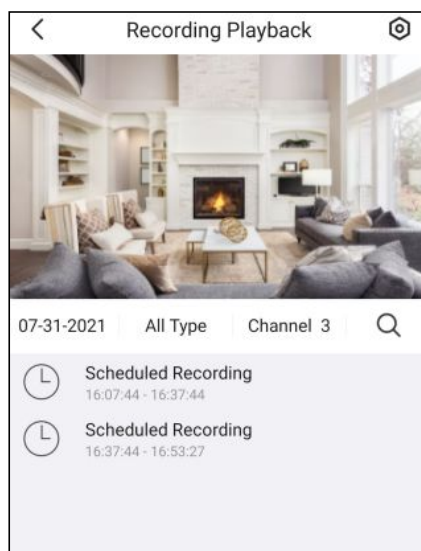 Recording Playback
07-31-2021 All Type Channel 3
Scheduled Recording
16:07:44 - 16:37:44
Scheduled Recording
16:37:44 - 16:53:27